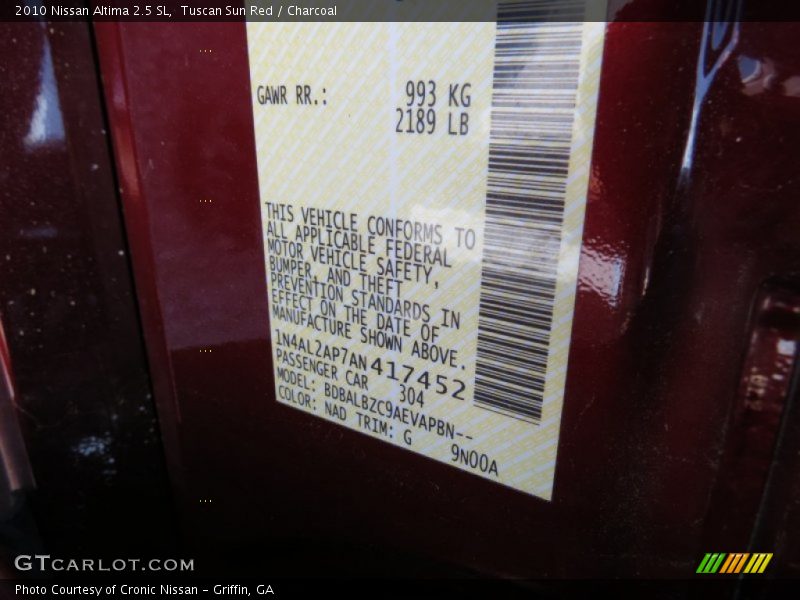 2010 Nissan Altima 2.5 SL,  Tuscan Sun Red / Charcoal
GAWR RR.: 993 KG
2189 LB
THIS VEHICLE CONFORMS TO
ALL APPLICABLE FEDERAL
MOTOR VEHICLE SAFETY,
BUMPER, AND THEFT
PREVENTION STANDARDS IN
EFFECT ON THE DATE OF
MANUFACTURE SHOWN ABOVE.
1N4AL2AP7AN417452
PASSENGER CAR 304
MODEL: BDBALBZC9AEVAPBN--
COLOR: NAD TRIM: G 9N00A
GTCARLOT.COM
Photo Courtesy of Cronic Nissan - Griffin, GA